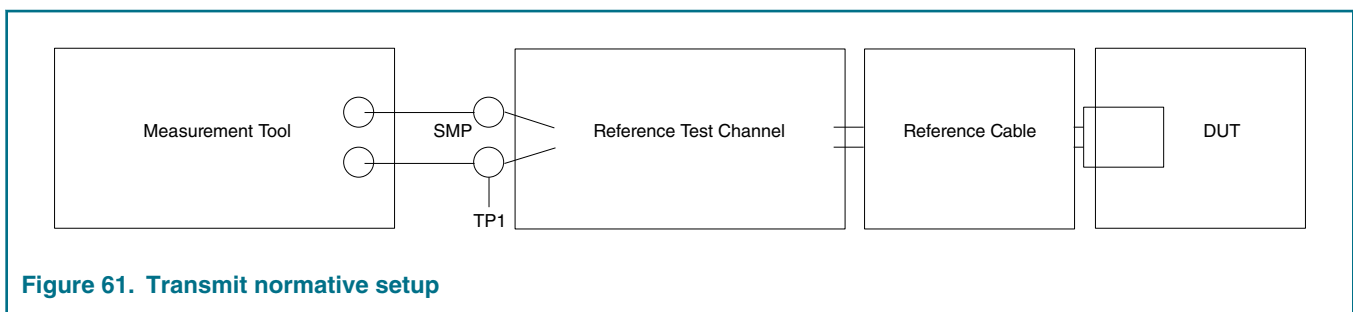 Measurement Tool
SMP
Reference Test Channel
Reference Cable
DUT
TP1
Figure 61. Transmit normative setup